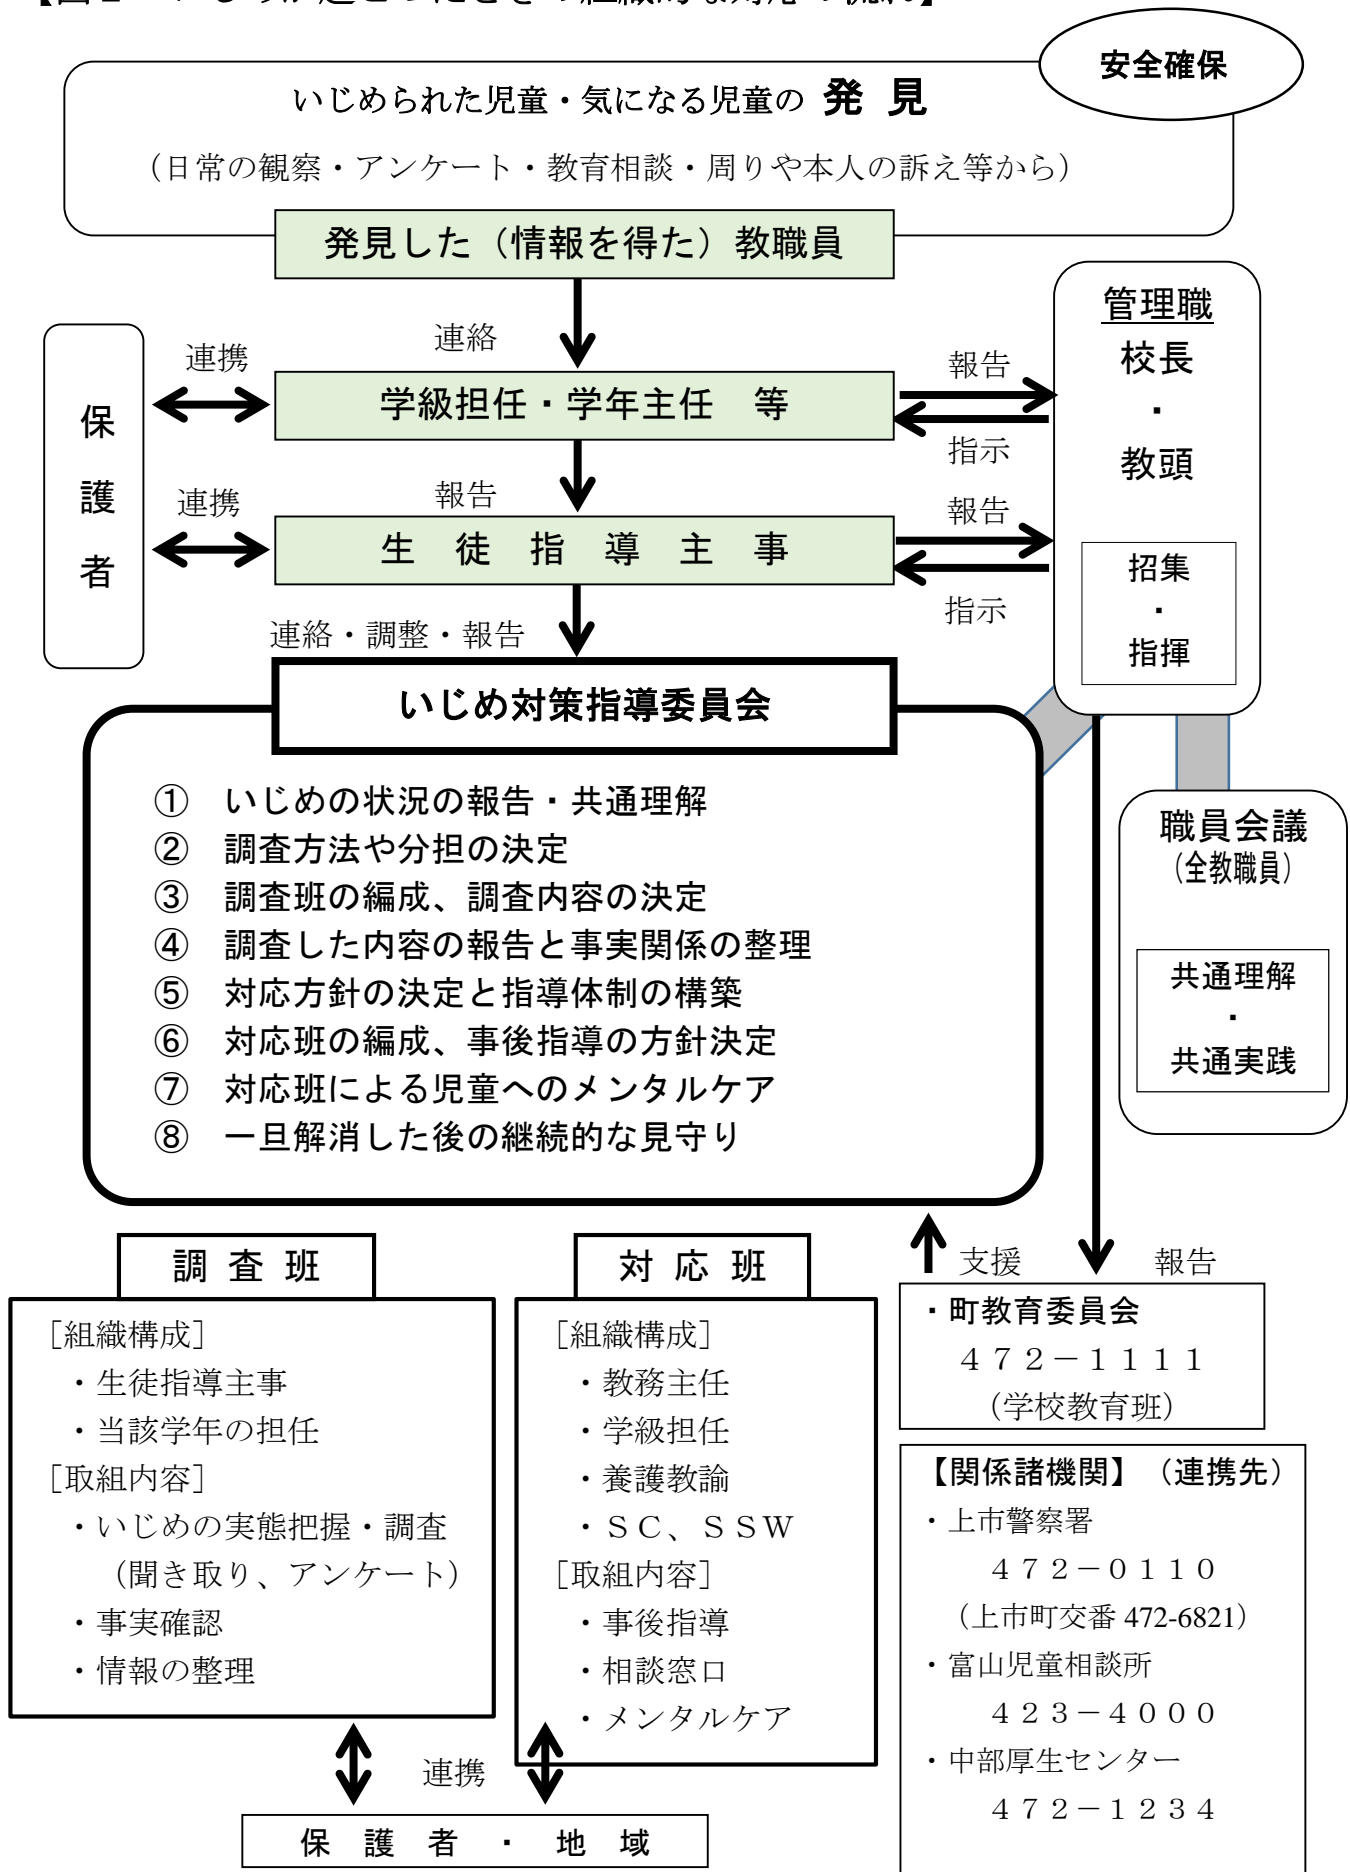 安全確保
いじめられた児童・気になる児童の 発 見
（日常の観察・アンケート・教育相談・周りや本人の訴え等から）
発見した（情報を得た）教職員
連絡
保護者
連携
学級担任・学年主任 等
報告
指示
管理職
校長
・
教頭
招集
・
指揮
報告
連携
生 徒 指 導 主 事
報告
指示
連絡・調整・報告
いじめ対策指導委員会
① いじめの状況の報告・共通理解
② 調査方法や分担の決定
③ 調査班の編成、調査内容の決定
④ 調査した内容の報告と事実関係の整理
⑤ 対応方針の決定と指導体制の構築
⑥ 対応班の編成、事後指導の方針決定
⑦ 対応班による児童へのメンタルケア
⑧ 一旦解消した後の継続的な見守り
職員会議
（全教職員）
共通理解
・
共通実践
調 査 班
［組織構成］
・生徒指導主事
・当該学年の担任
［取組内容］
・いじめの実態把握・調査
（聞き取り、アンケート）
・事実確認
・情報の整理
対 応 班
［組織構成］
・教務主任
・学級担任
・養護教諭
・ＳＣ、ＳＳＷ
［取組内容］
・事後指導
・相談窓口
・メンタルケア
支援
報告
・町教育委員会
４７２－１１１１
（学校教育班）
【関係諸機関】（連携先）
・上市警察署
４７２－０１１０
（上市町交番 472-6821）
・富山児童相談所
４２３－４０００
・中部厚生センター
４７２－１２３４
連携
保 護 者 ・ 地 域